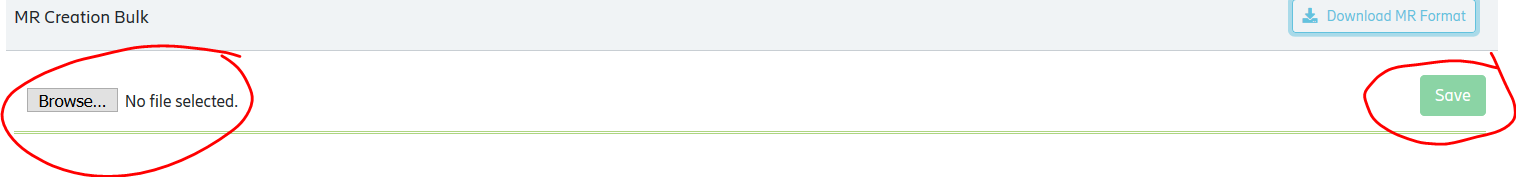 MR Creation Bulk
Download MR Format
Browse... No file selected.
Save